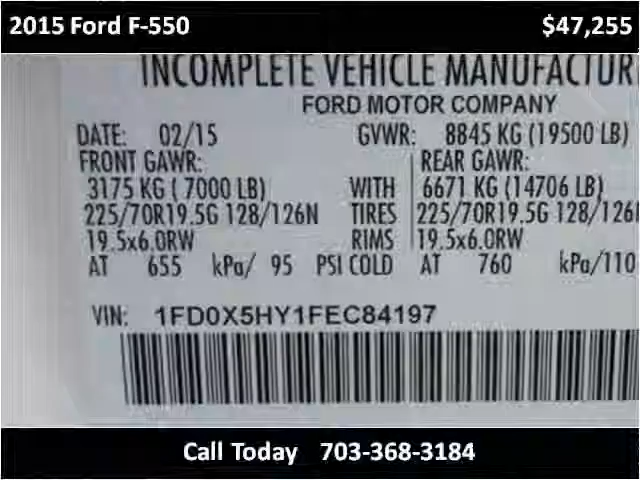 2015 Ford F-550 $47,255
INCOMPLETE VEHICLE MANUFACTUR
FORD MOTOR COMPANY
DATE: 02/15 GVWR: 8845 KG (19500 LB)
FRONT GAWR: REAR GAWR:
3175 KG (7000 LB) WITH 6671 KG (14706 LB)
225/70R19.5G 128/126N TIRES 225/70R19.5G 128/126
19.5x6.0RW RIMS 19.5x6.0RW
AT 655 kPa/ 95 PSI COLD AT 760 kPa/110
VIN: 1FD0X5HY1FEC84197
Call Today 703-368-3184